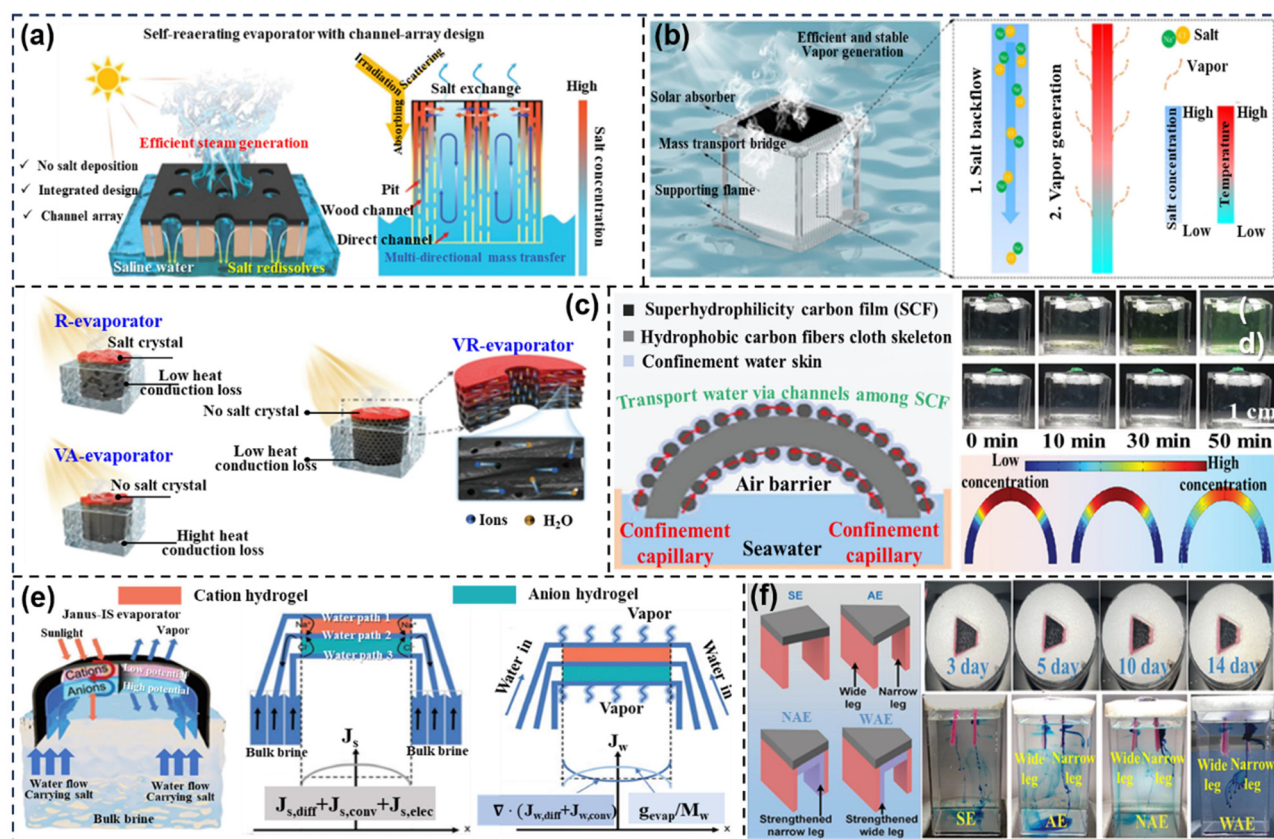 (a)
Self-reaerating evaporator with channel-array design
Efficient steam generation
✓ No salt deposition
✓ Integrated design
✓ Channel array
Saline water
Salt redissolves
Irradiation
Scattering
Absorbing
Salt exchange
Pit
Wood channel
Direct channel
Multi-directional mass transfer
High
Salt concentration
(b)
Efficient and stable
Vapor generation
Solar absorber
Mass transport bridge
Supporting flame
1. Salt backflow
2. Vapor generation
Na+
Salt
Vapor
High
High
Salt concentration
Temperature
Low
Low
(c)
R-evaporator
Salt crystal
Low heat
conduction loss
VA-evaporator
No salt crystal
Hight heat
conduction loss
No salt crystal
Low heat
conduction loss
VR-evaporator
Ions
H2O
Superhydrophilicity carbon film (SCF)
Hydrophobic carbon fibers cloth skeleton
Confinement water skin
Transport water via channels among SCF
Air barrier
Confinement
capillary
Seawater
Confinement
capillary
(
d)
1 cm
0 min
10 min
30 min
50 min
Low
concentration
High
concentration
(e)
Cation hydrogel
Anion hydrogel
Janus-IS evaporator
Sunlight
Vapor
Cations
Anions
Low potential
High potential
Water flow
Carrying salt
Water flow
Carrying salt
Bulk brine
Water path 1
Water path 2
Water path 3
Na+
Na+
Bulk brine
Bulk brine
Js
Js,diff+Js,conv+Js,elec
x
Vapor
Water in
Water in
Vapor
Jw
∇·(Jw,diff+Jw,conv)
gevap/Mw
x
(f)
SE
AE
Wide
leg
Narrow
leg
NAE
WAE
Strengthened
narrow leg
Strengthened
wide leg
3 day
5 day
10 day
14 day
SE
Wide
leg
Narrow
leg
AE
Wide
leg
Narrow
leg
NAE
Wide
leg
Narrow
leg
WAE